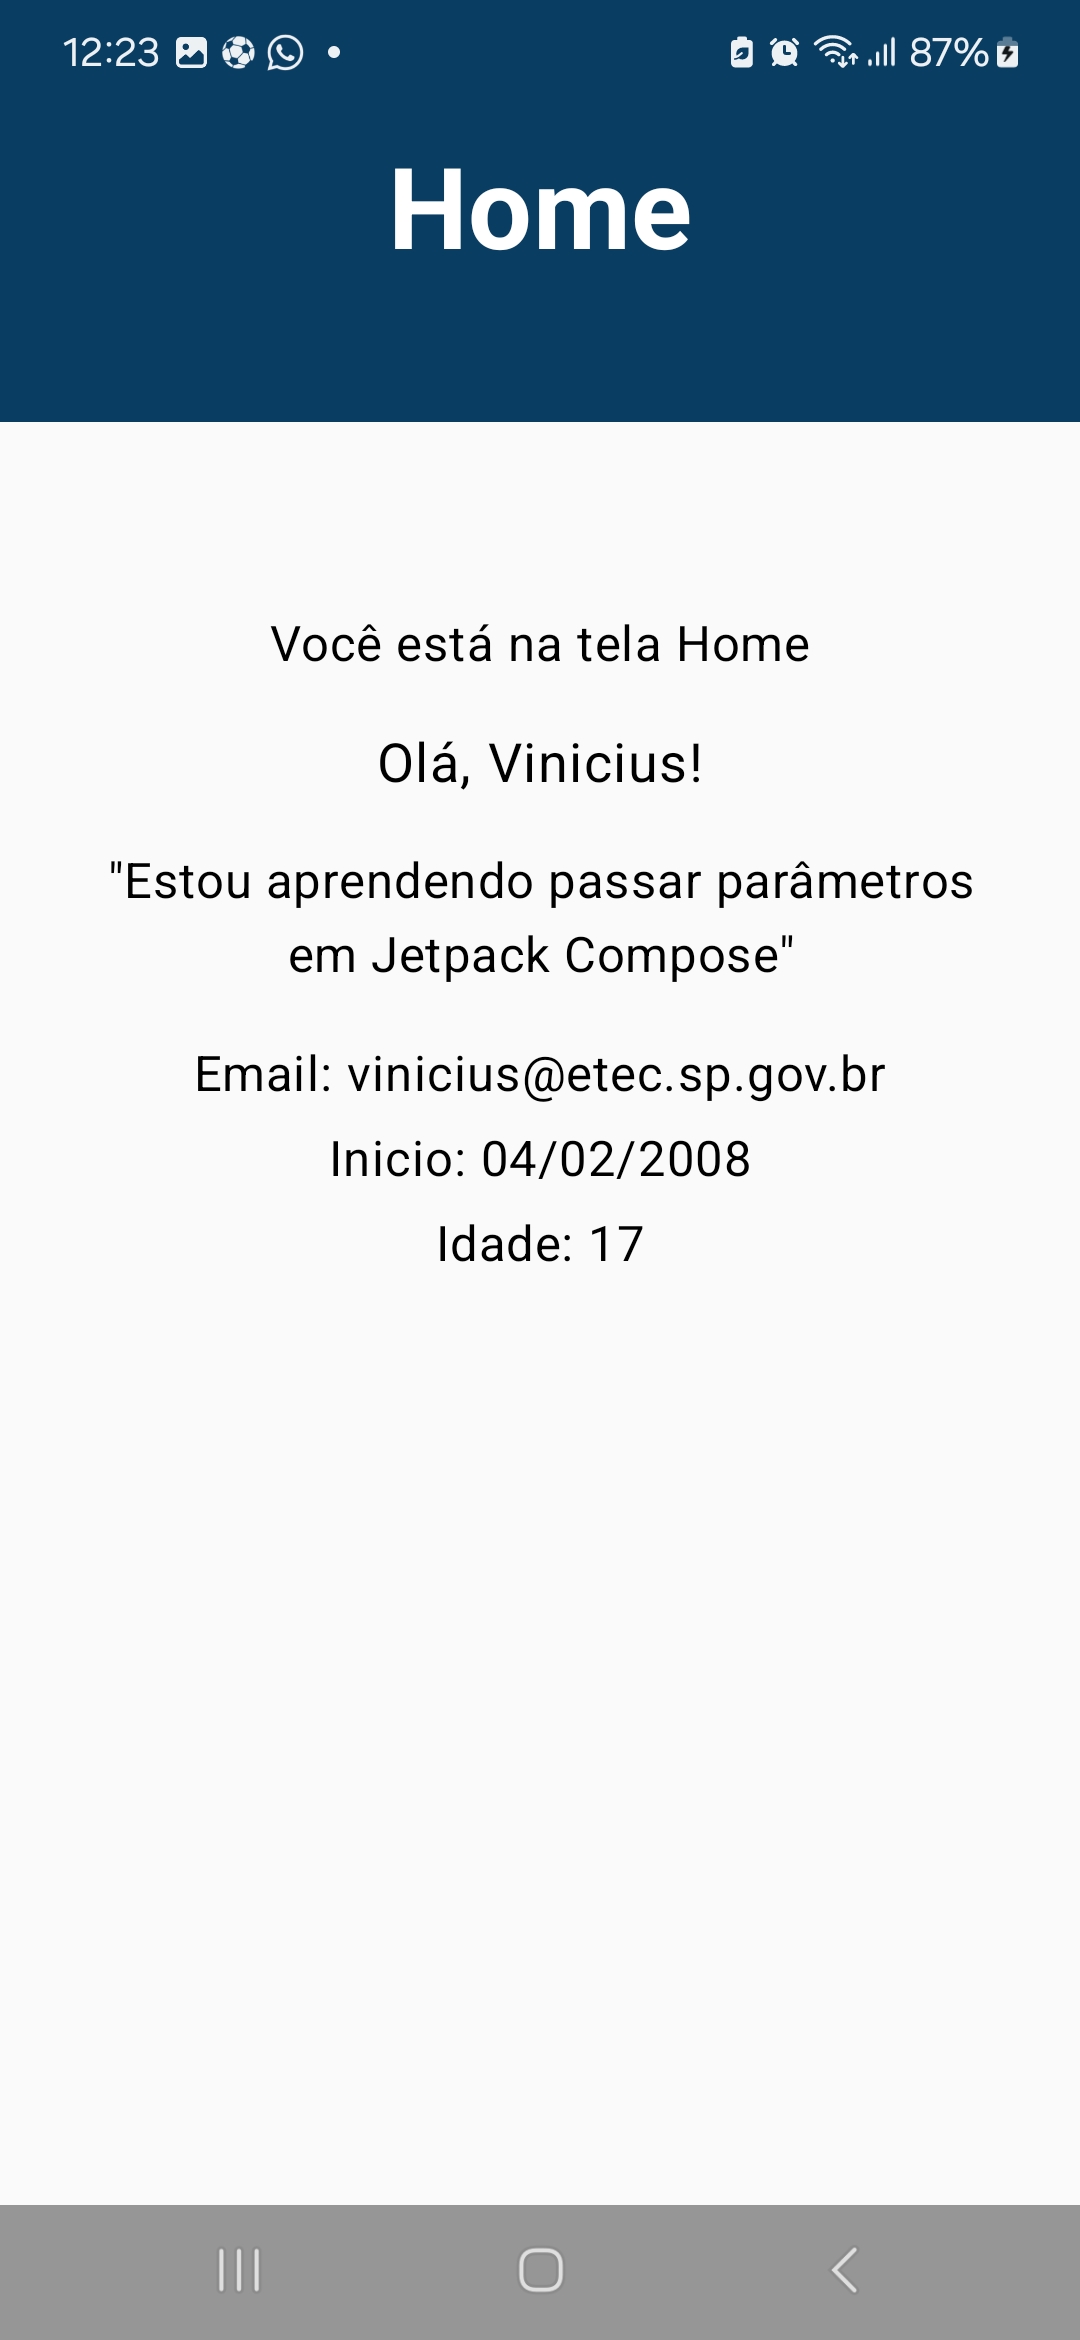 12:23
87%
Home
Você está na tela Home
Olá, Vinicius!
"Estou aprendendo passar parâmetros
em Jetpack Compose"
Email: vinicius@etec.sp.gov.br
Inicio: 04/02/2008
Idade: 17